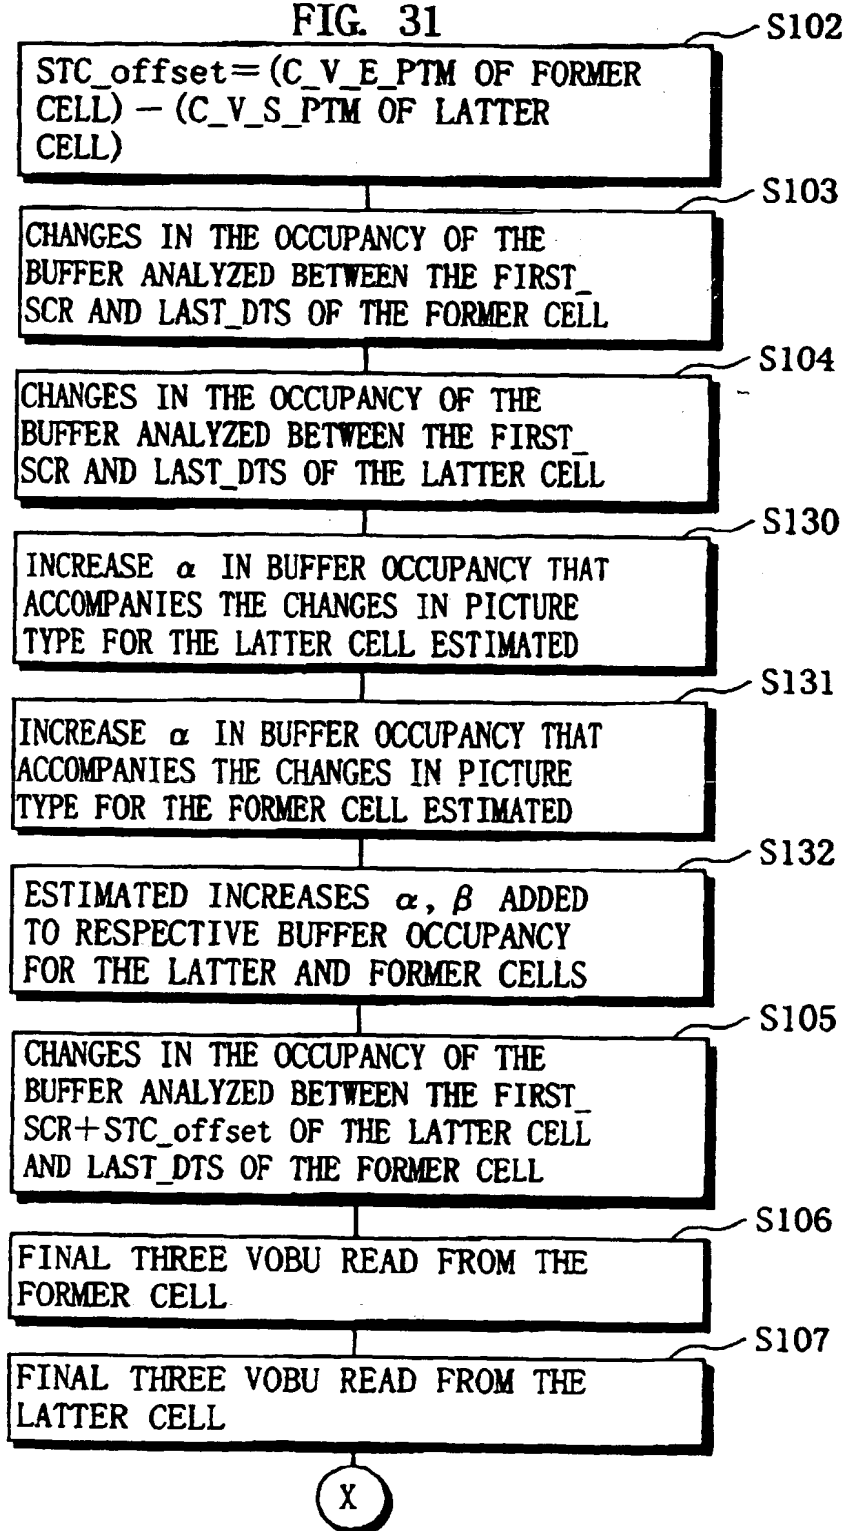 FIG. 31
S102
STC_offset=(C_V_E_PTM OF FORMER
CELL)-(C_V_S_PTM OF LATTER
CELL)
S103
CHANGES IN THE OCCUPANCY OF THE
BUFFER ANALYZED BETWEEN THE FIRST_
SCR AND LAST_DTS OF THE FORMER CELL
S104
CHANGES IN THE OCCUPANCY OF THE
BUFFER ANALYZED BETWEEN THE FIRST_
SCR AND LAST_DTS OF THE LATTER CELL
S130
INCREASE α IN BUFFER OCCUPANCY THAT
ACCOMPANIES THE CHANGES IN PICTURE
TYPE FOR THE LATTER CELL ESTIMATED
S131
INCREASE α IN BUFFER OCCUPANCY THAT
ACCOMPANIES THE CHANGES IN PICTURE
TYPE FOR THE FORMER CELL ESTIMATED
S132
ESTIMATED INCREASES α, β ADDED
TO RESPECTIVE BUFFER OCCUPANCY
FOR THE LATTER AND FORMER CELLS
S105
CHANGES IN THE OCCUPANCY OF THE
BUFFER ANALYZED BETWEEN THE FIRST_
SCR+STC_offset OF THE LATTER CELL
AND LAST_DTS OF THE FORMER CELL
S106
FINAL THREE VOBU READ FROM THE
FORMER CELL
S107
FINAL THREE VOBU READ FROM THE
LATTER CELL
X